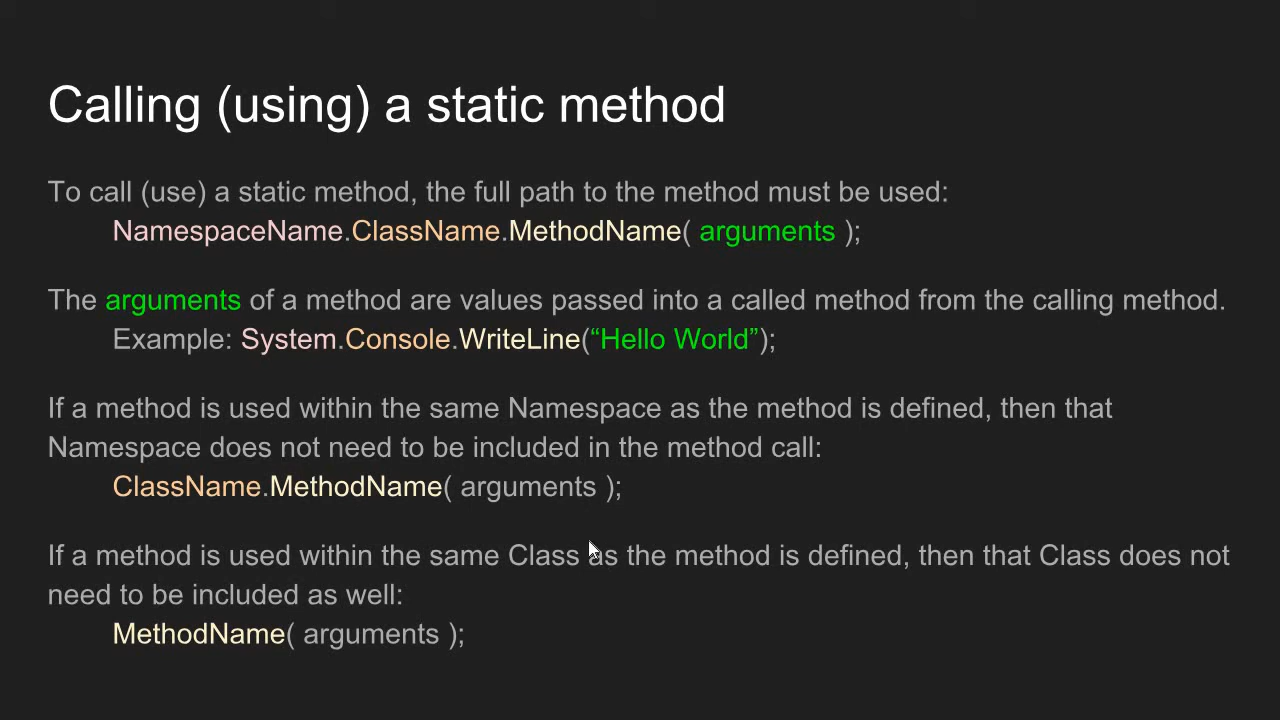 Calling (using) a static method
To call (use) a static method, the full path to the method must be used:
NamespaceName.ClassName.MethodName( arguments );
The arguments of a method are values passed into a called method from the calling method.
Example: System.Console.WriteLine(“Hello World”);
If a method is used within the same Namespace as the method is defined, then that
Namespace does not need to be included in the method call:
ClassName.MethodName( arguments );
If a method is used within the same Class as the method is defined, then that Class does not
need to be included as well:
MethodName( arguments );